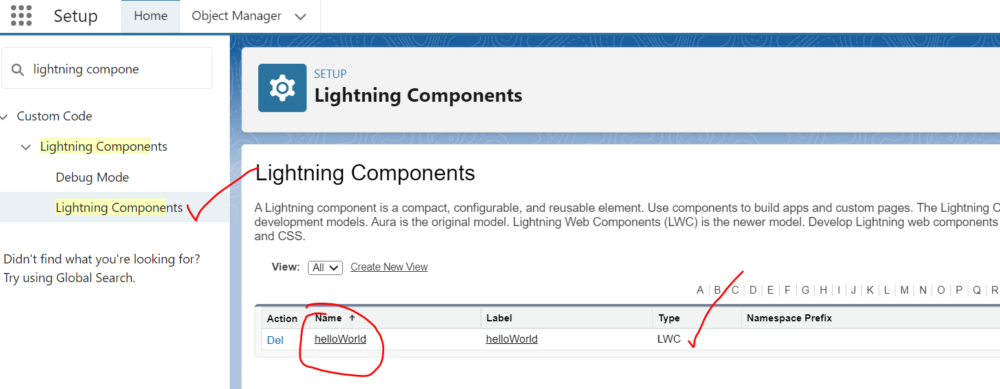 Setup
Home
Object Manager
lightning compone
Custom Code
Lightning Components
Debug Mode
Lightning Components
Didn't find what you're looking for?
Try using Global Search.
SETUP
Lightning Components
Lightning Components
A Lightning component is a compact, configurable, and reusable element. Use components to build apps and custom pages. The Lightning C
development models. Aura is the original model. Lightning Web Components (LWC) is the newer model. Develop Lightning web components
and CSS.
View: All Create New View
A B C D E F G H I J K L M N O P Q R
Action Name Label Type Namespace Prefix
Del helloWorld helloWorld LWC